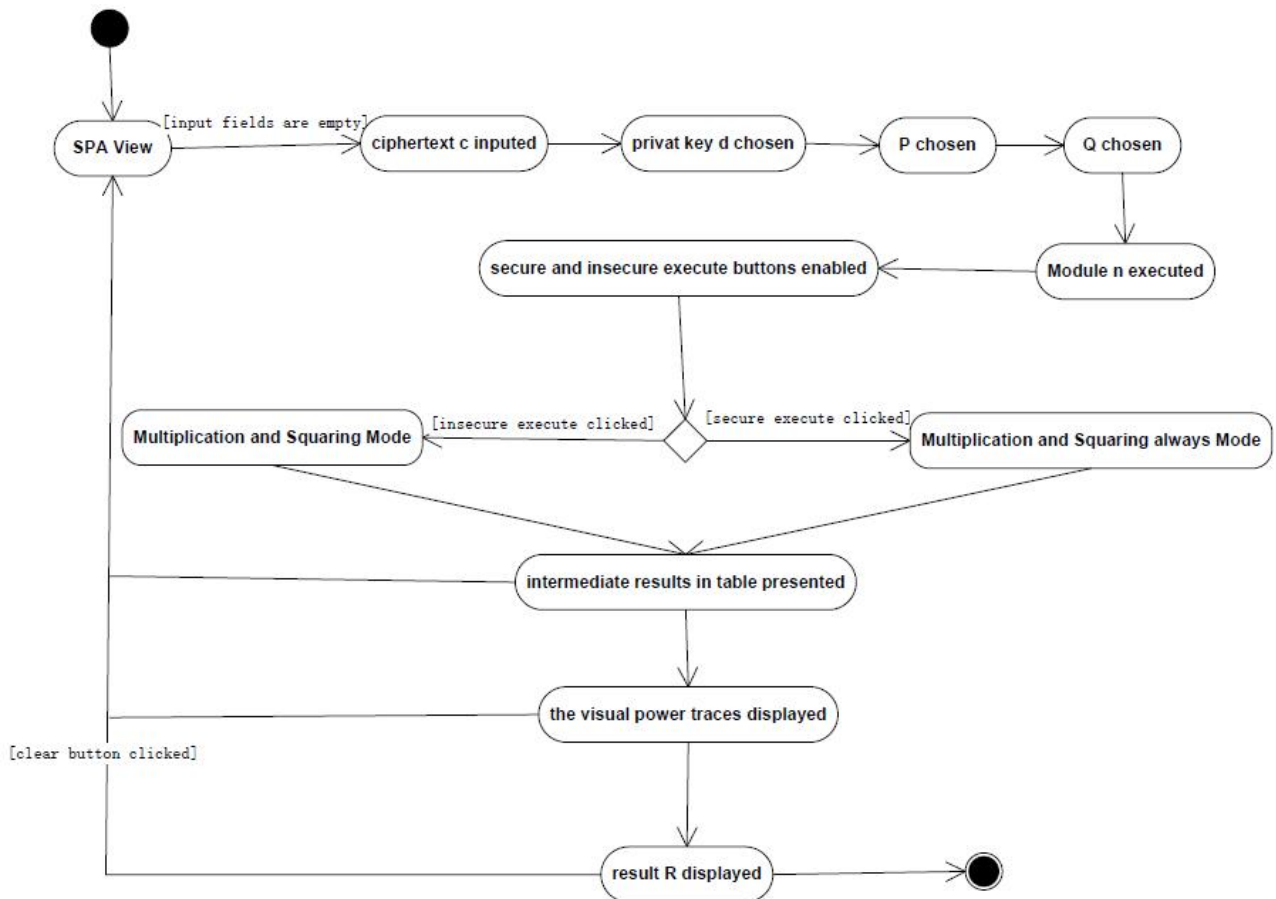 [input fields are empty]
SPA View
ciphertext c inputed
privat key d chosen
P chosen
Q chosen
secure and insecure execute buttons enabled
Module n executed
[insecure execute clicked]
[secure execute clicked]
Multiplication and Squaring Mode
Multiplication and Squaring always Mode
intermediate results in table presented
the visual power traces displayed
[clear button clicked]
result R displayed